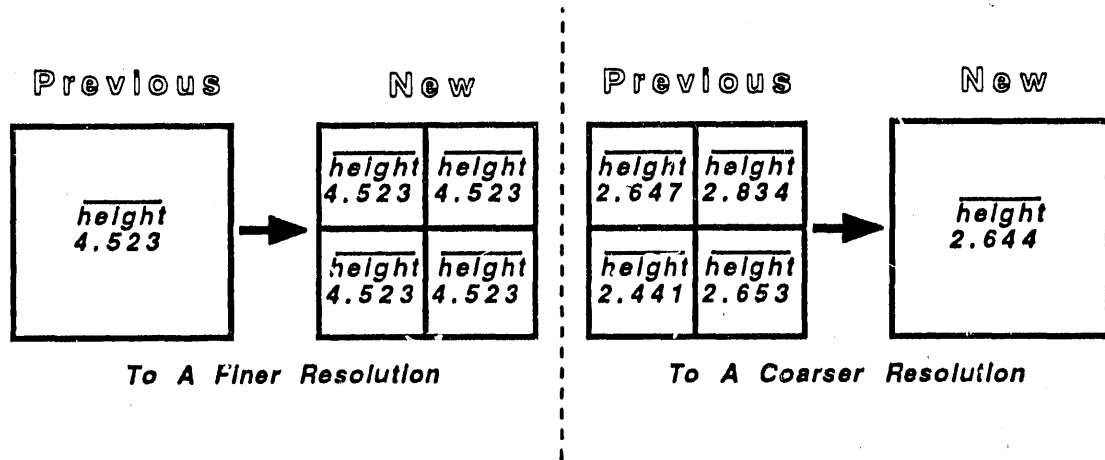 Previous New
height
4.523
height height
4.523 4.523
height height
4.523 4.523
To A Finer Resolution
Previous New
height height
2.647 2.834
height height
2.441 2.653
height
2.644
To A Coarser Resolution